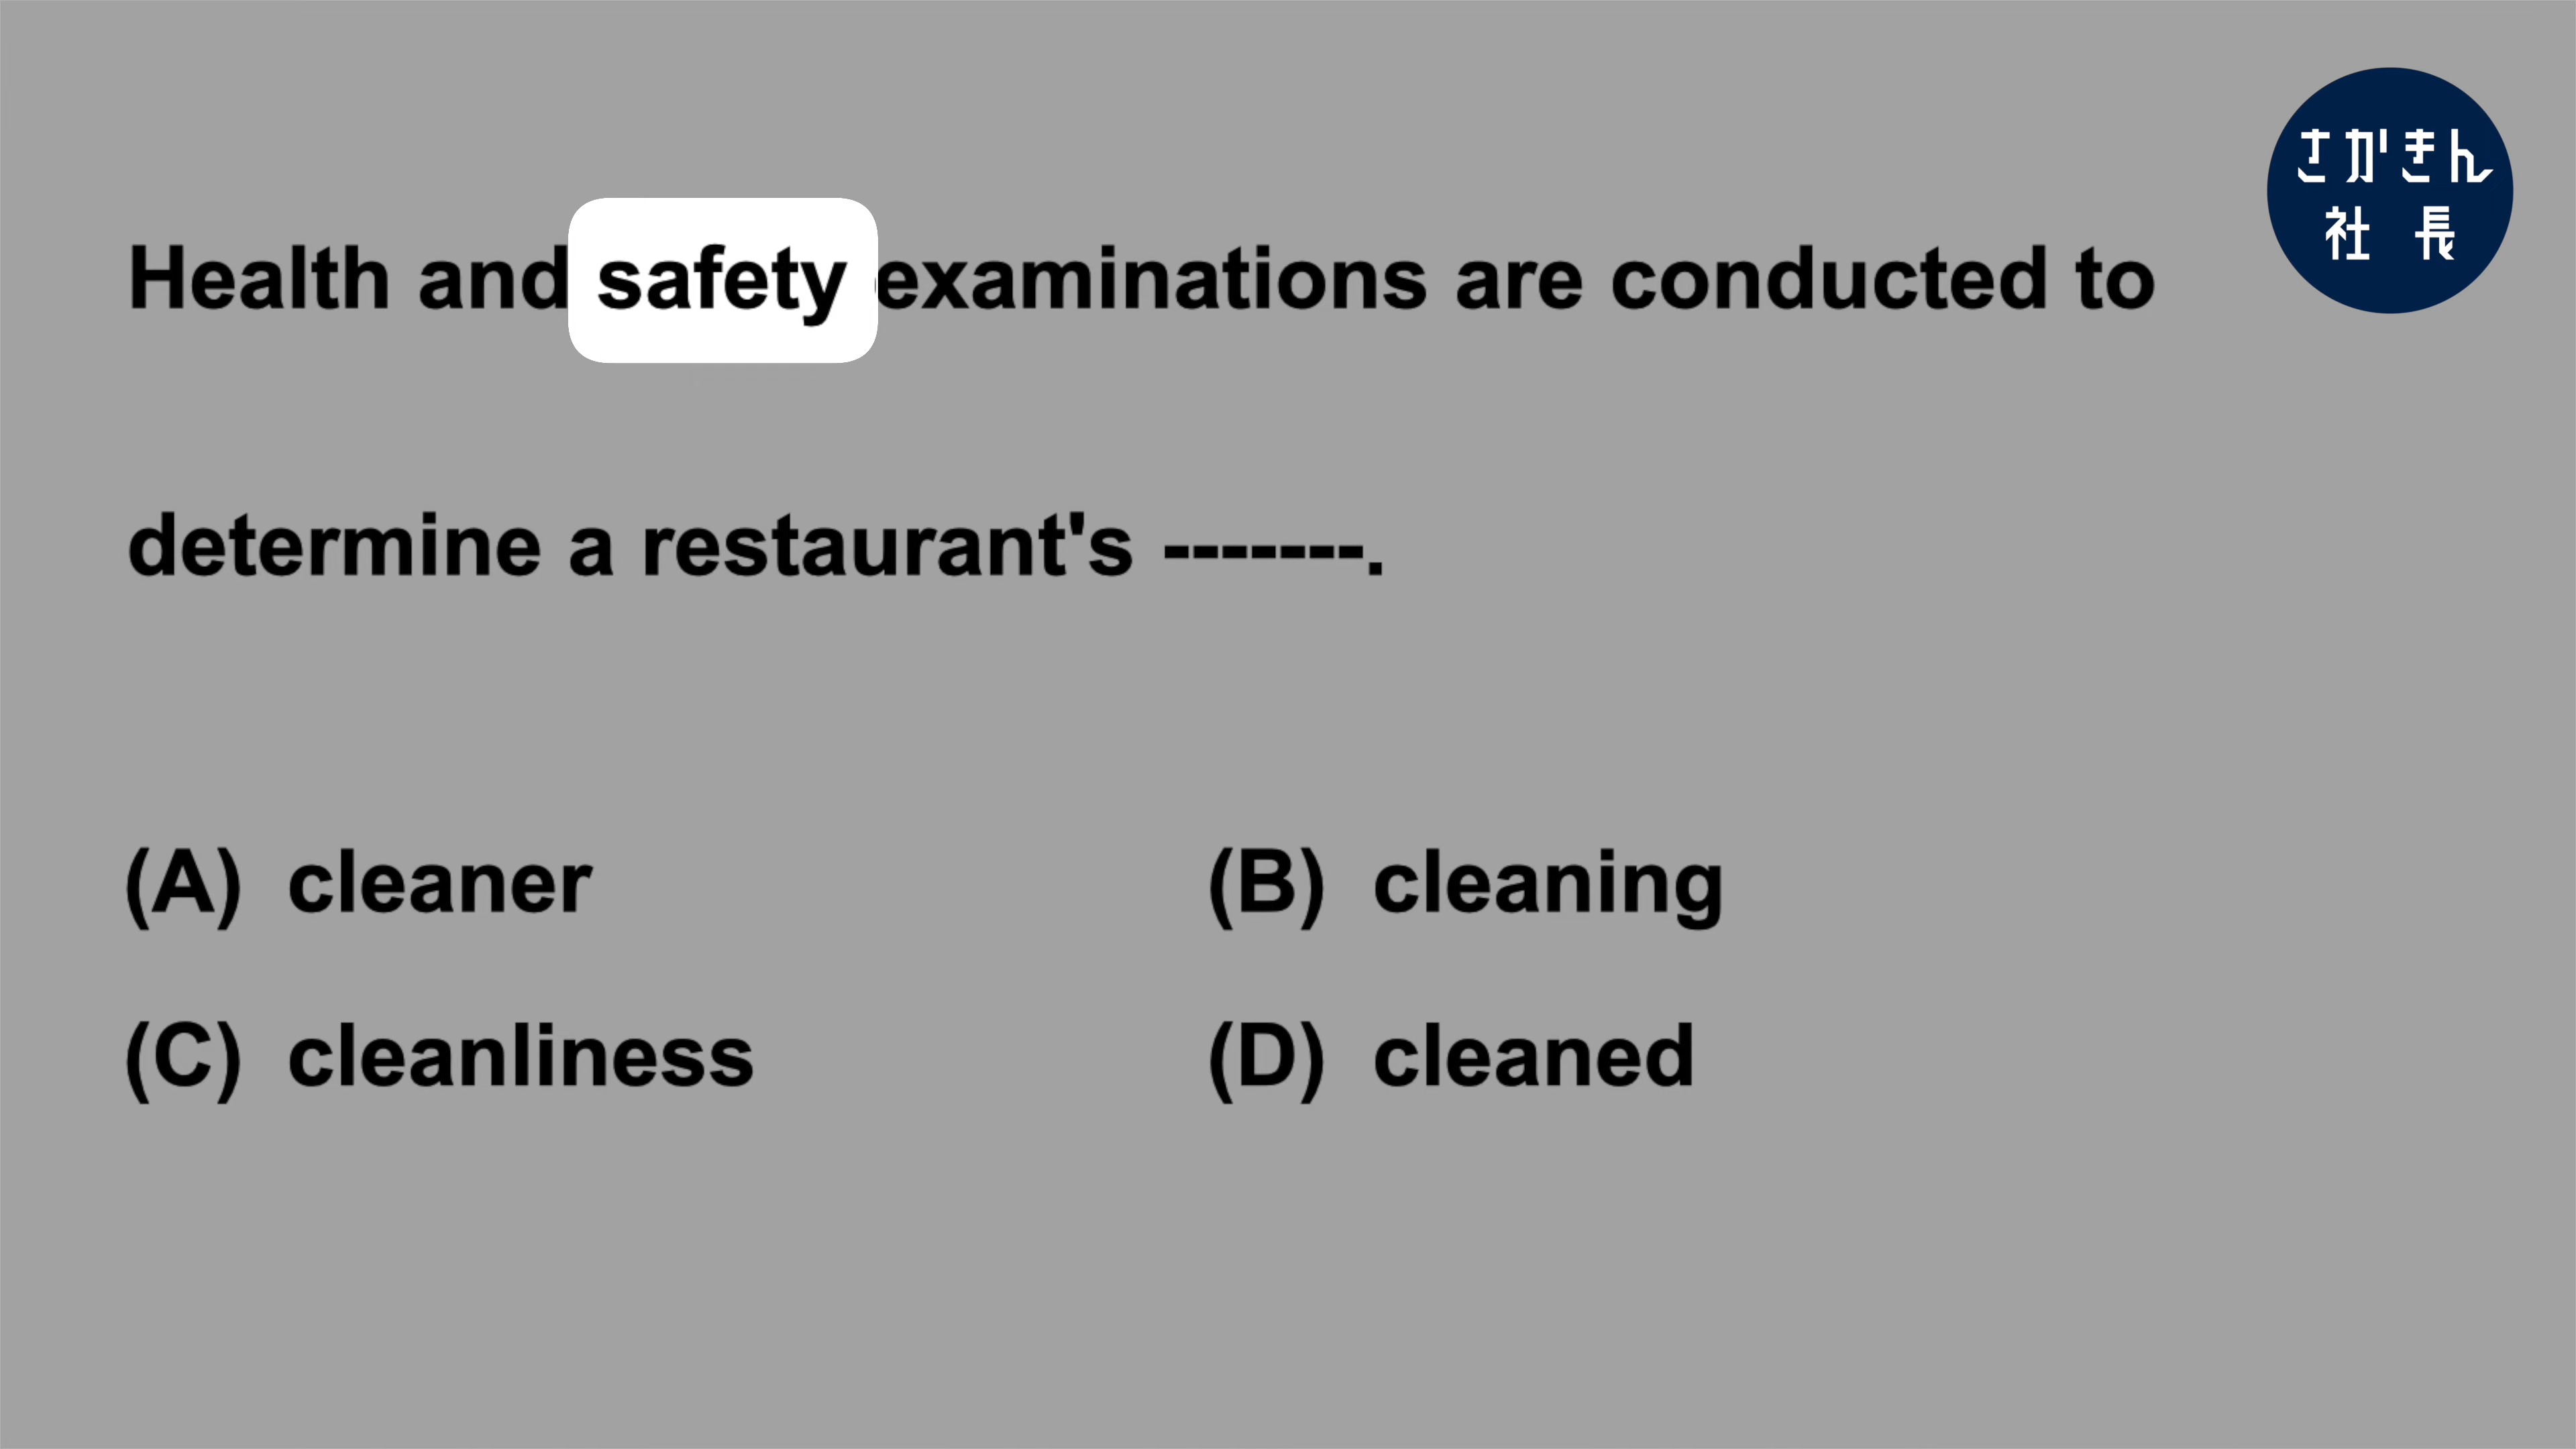 さかきん
社長
Health and safety examinations are conducted to
determine a restaurant's -------.
(A) cleaner
(B) cleaning
(C) cleanliness
(D) cleaned